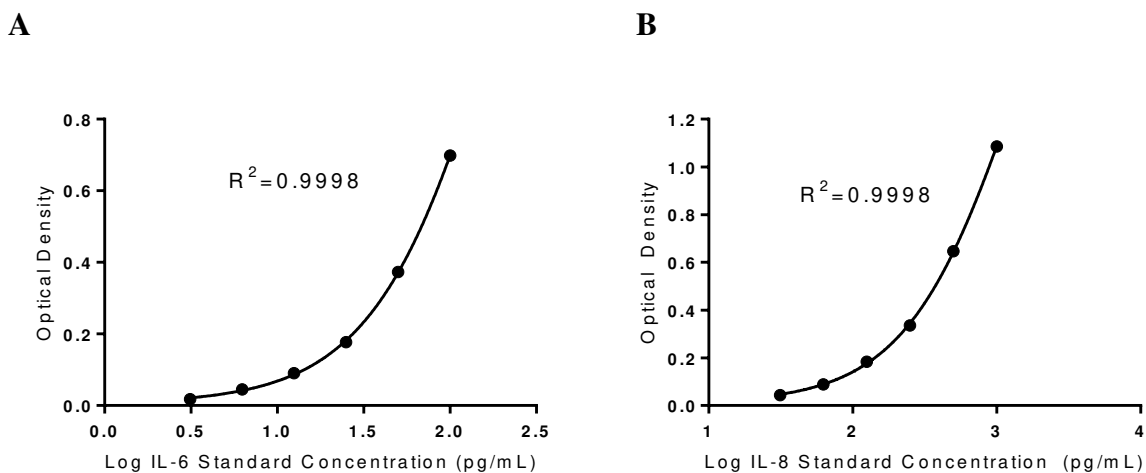 A
B
0.8
0.6
0.4
0.2
0.0
Optical Density
R²=0.9998
0.0 0.5 1.0 1.5 2.0 2.5
Log IL-6 Standard Concentration (pg/mL)
1.2
1.0
0.8
0.6
0.4
0.2
0.0
Optical Density
R²=0.9998
1 2 3 4
Log IL-8 Standard Concentration (pg/mL)